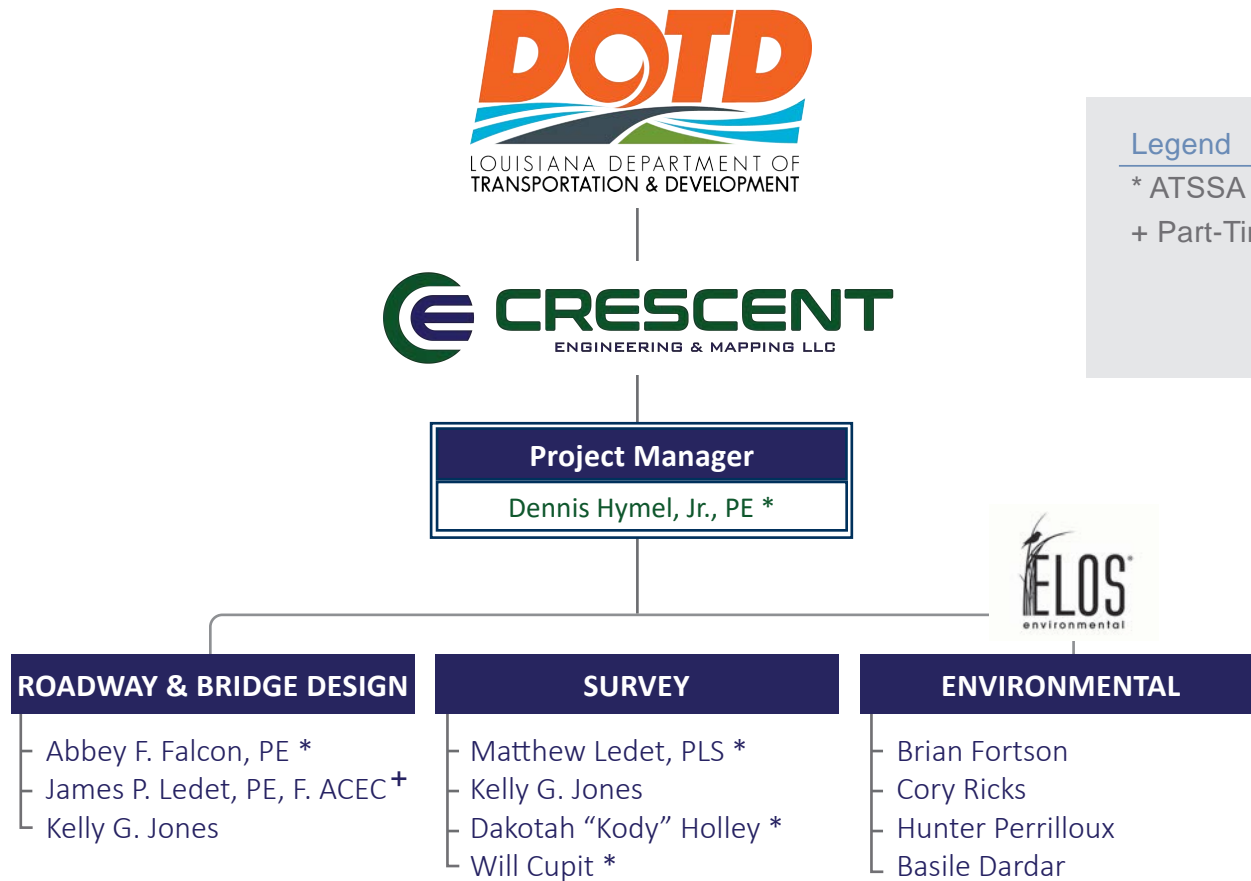 DOTD
LOUISIANA DEPARTMENT OF
TRANSPORTATION & DEVELOPMENT
Legend
* ATSSA
+
CRESCENT
ENGINEERING & MAPPING LLC
Project Manager
Dennis Hymel, Jr., PE *
ELOS
environmental
ROADWAY & BRIDGE DESIGN
Abbey F. Falcon, PE *
James P. Ledet, PE, F. ACEC +
Kelly G. Jones
SURVEY
Matthew Ledet, PLS *
Kelly G. Jones
Dakotah “Kody” Holley *
Will Cupit *
ENVIRONMENTAL
Brian Fortson
Cory Ricks
Hunter Perrilloux
Basile Dardar